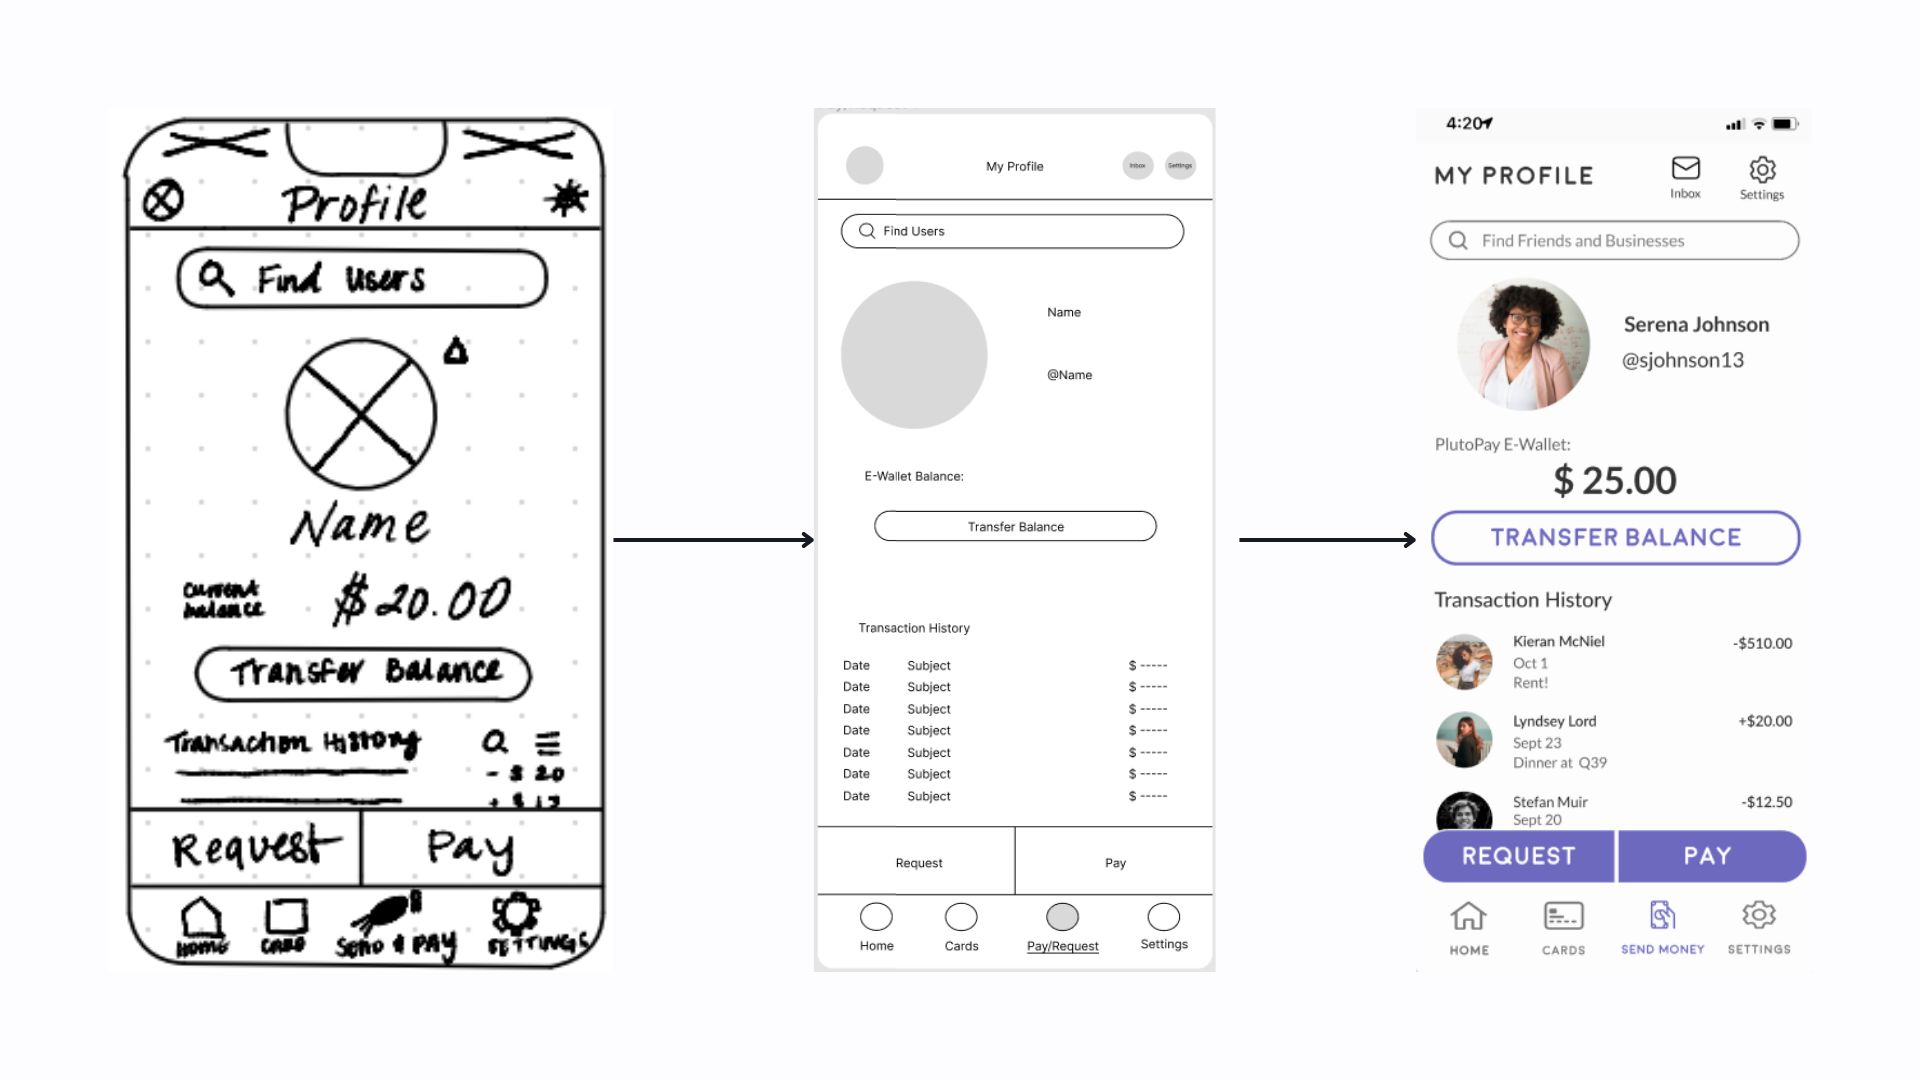 Profile
Find Users
Name
Current
balance
$20.00
Transfer Balance
Transaction History
- $ 20
+ $ 13
Request
Pay
HOME
CARD
SEND & PAY
SETTINGS
My Profile
Inbox
Settings
Find Users
Name
@Name
E-Wallet Balance:
Transfer Balance
Transaction History
Date Subject $ -----
Date Subject $ -----
Date Subject $ -----
Date Subject $ -----
Date Subject $ -----
Date Subject $ -----
Date Subject $ -----
Request
Pay
Home
Cards
Pay/Request
Settings
4:20
MY PROFILE
Inbox
Settings
Find Friends and Businesses
Serena Johnson
@sjohnson13
PlutoPay E-Wallet:
$ 25.00
TRANSFER BALANCE
Transaction History
Kieran McNiel
-$510.00
Oct 1
Rent!
Lyndsey Lord
+$20.00
Sept 23
Dinner at Q39
Stefan Muir
-$12.50
Sept 20
REQUEST
PAY
HOME
CARDS
SEND MONEY
SETTINGS